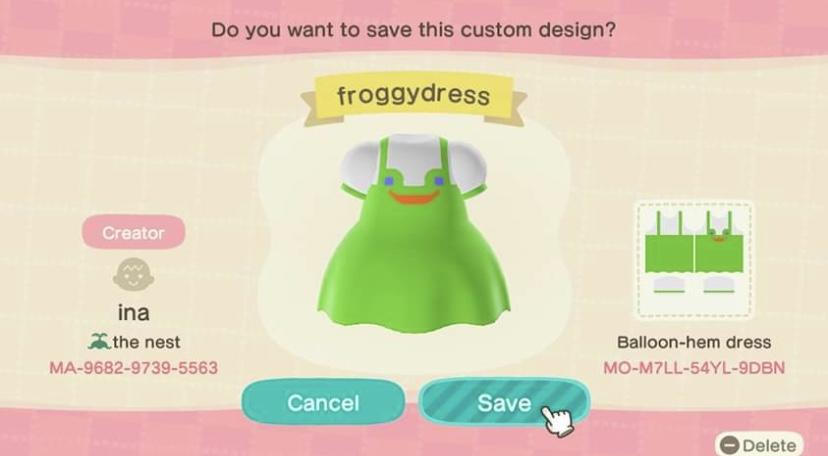 Do you want to save this custom design?
froggydress
Creator
ina
the nest
MA-9682-9739-5563
Balloon-hem dress
MO-M7LL-54YL-9DBN
Cancel
Save
Delete